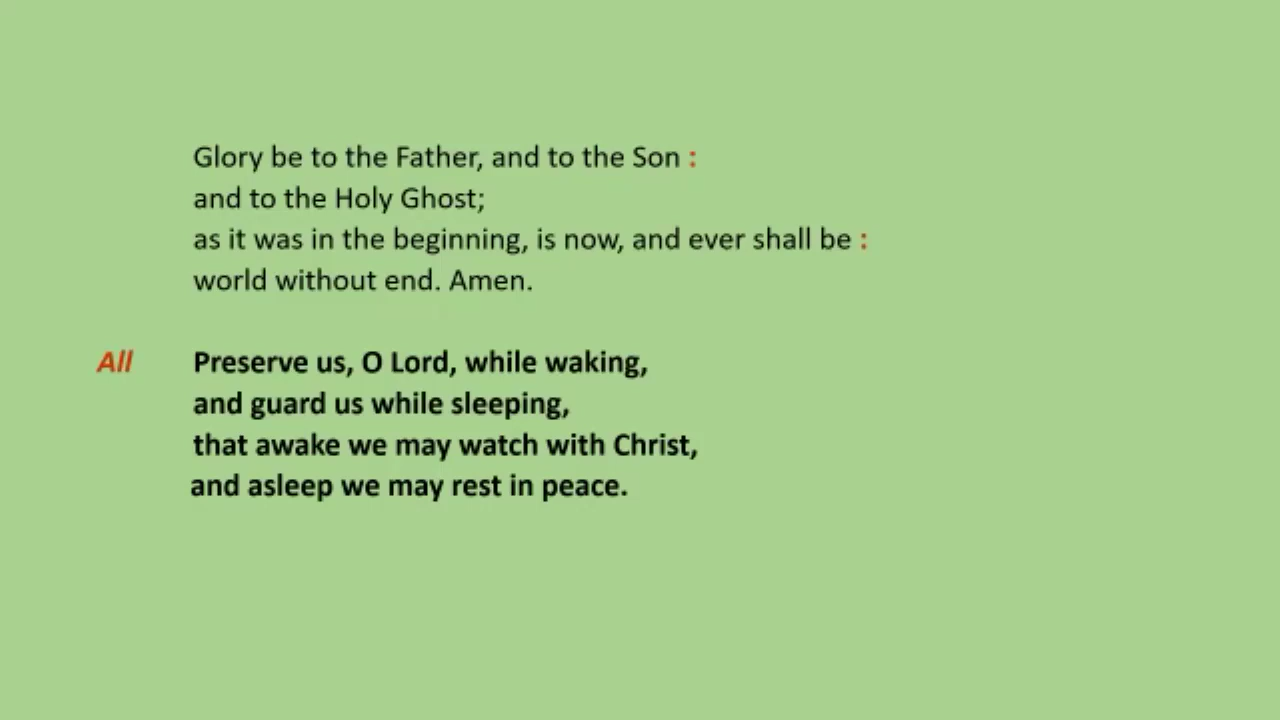 Glory be to the Father, and to the Son :
and to the Holy Ghost;
as it was in the beginning, is now, and ever shall be :
world without end. Amen.
All Preserve us, O Lord, while waking,
and guard us while sleeping,
that awake we may watch with Christ,
and asleep we may rest in peace.